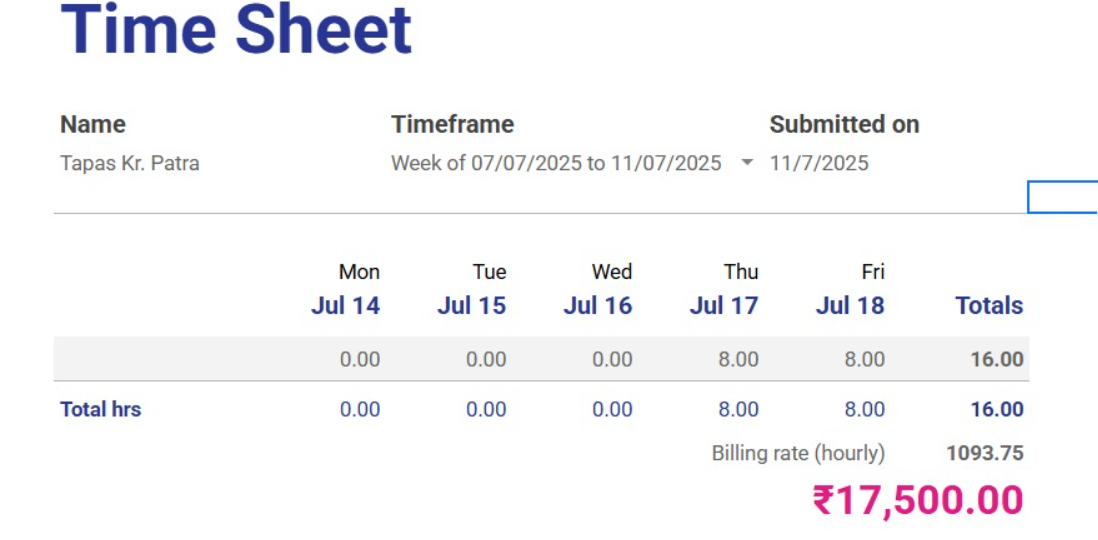 Time Sheet
Name Timeframe Submitted on
Tapas Kr. Patra Week of 07/07/2025 to 11/07/2025 11/7/2025
Mon Tue Wed Thu Fri
Jul 14 Jul 15 Jul 16 Jul 17 Jul 18 Totals
0.00 0.00 0.00 8.00 8.00 16.00
Total hrs 0.00 0.00 0.00 8.00 8.00 16.00
Billing rate (hourly) 1093.75
₹17,500.00